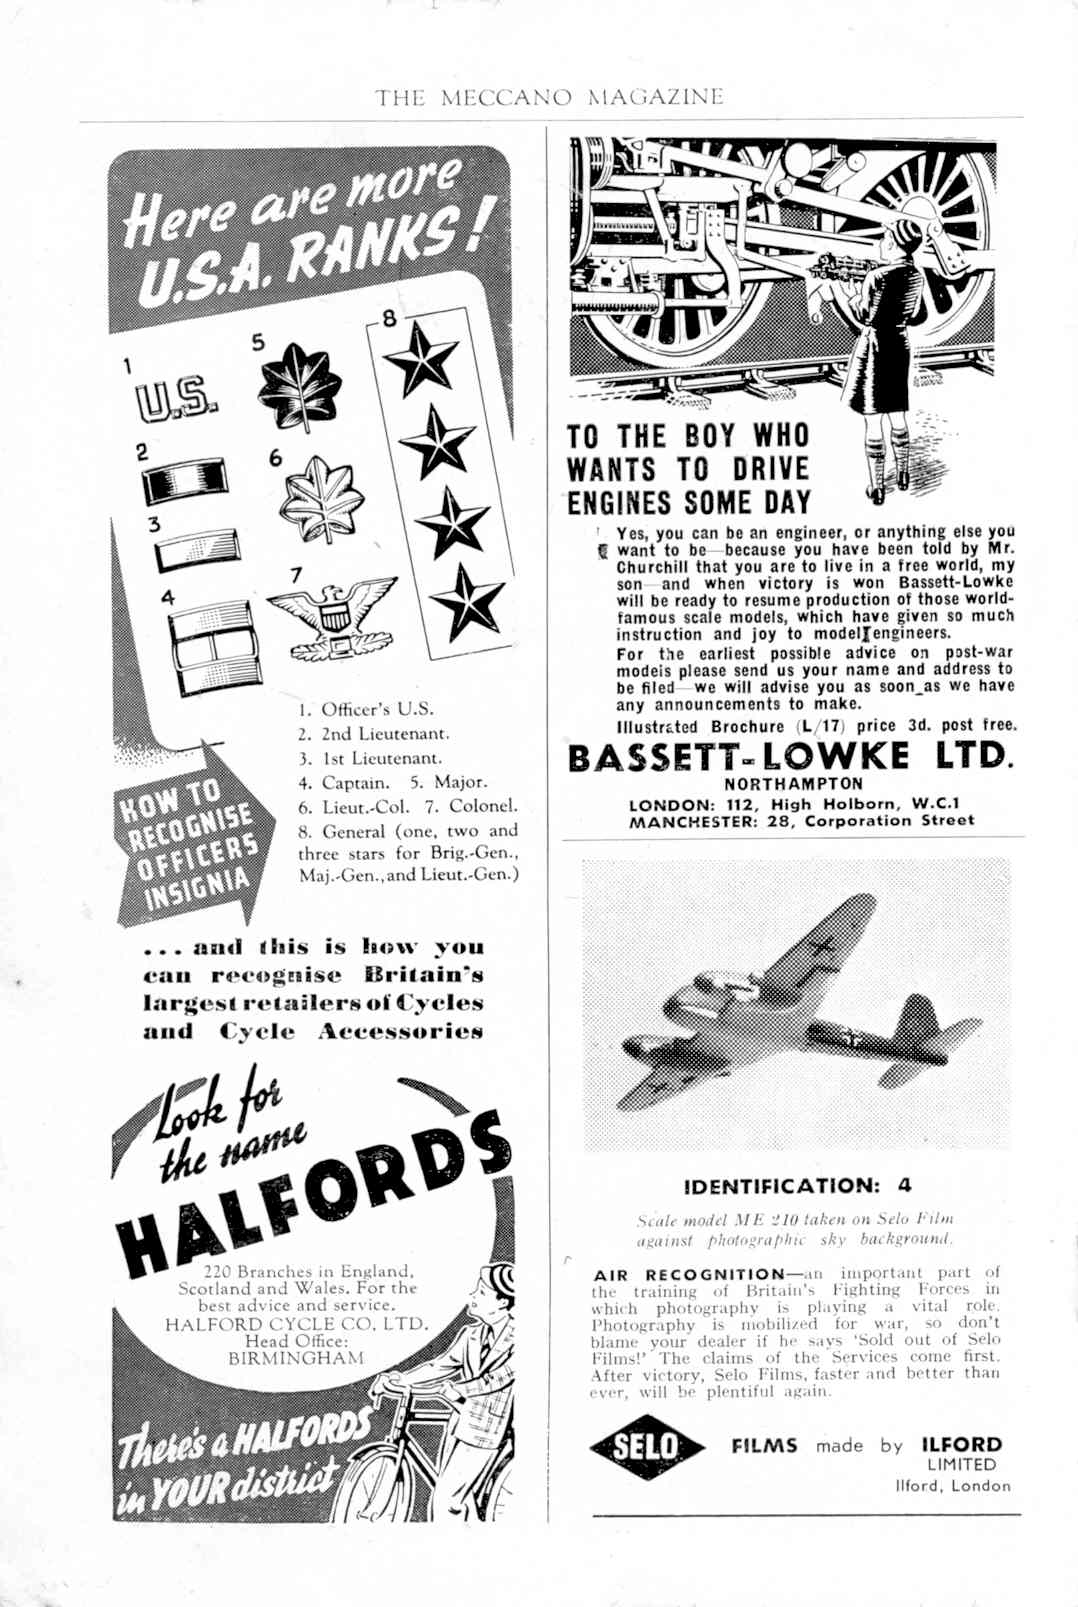 THE MECCANO MAGAZINE
Here are more
U.S.A. RANKS!
1
U.S.
2
3
4
5
6
7
8
1. Officer's U.S.
2. 2nd Lieutenant.
3. 1st Lieutenant.
4. Captain. 5. Major.
6. Lieut.-Col. 7. Colonel.
8. General (one, two and
three stars for Brig.-Gen.,
Maj.-Gen., and Lieut.-Gen.)
HOW TO
RECOGNISE
OFFICERS
INSIGNIA
... and this is how you
can recognise Britain's
largest retailers of Cycles
and Cycle Accessories
Look for
the name
HALFORDS
220 Branches in England,
Scotland and Wales. For the
best advice and service.
HALFORD CYCLE CO. LTD.
Head Office:
BIRMINGHAM
There's a HALFORDS
in YOUR district
TO THE BOY WHO
WANTS TO DRIVE
ENGINES SOME DAY
Yes, you can be an engineer, or anything else you
want to be—because you have been told by Mr.
Churchill that you are to live in a free world, my
son—and when victory is won Bassett-Lowke
will be ready to resume production of those world-
famous scale models, which have given so much
instruction and joy to model engineers.
For the earliest possible advice on post-war
models please send us your name and address to
be filed—we will advise you as soon as we have
any announcements to make.
Illustrated Brochure (L/17) price 3d. post free.
BASSETT-LOWKE LTD.
NORTHAMPTON
LONDON: 112, High Holborn, W.C.1
MANCHESTER: 28, Corporation Street
IDENTIFICATION: 4
Scale model ME 210 taken on Selo Film
against photographic sky background.
AIR RECOGNITION—an important part of
the training of Britain's Fighting Forces in
which photography is playing a vital role.
Photography is mobilized for war, so don't
blame your dealer if he says 'Sold out of Selo
Films!' The claims of the Services come first.
After victory, Selo Films, faster and better than
ever, will be plentiful again.
SELO FILMS made by ILFORD
LIMITED
Ilford, London